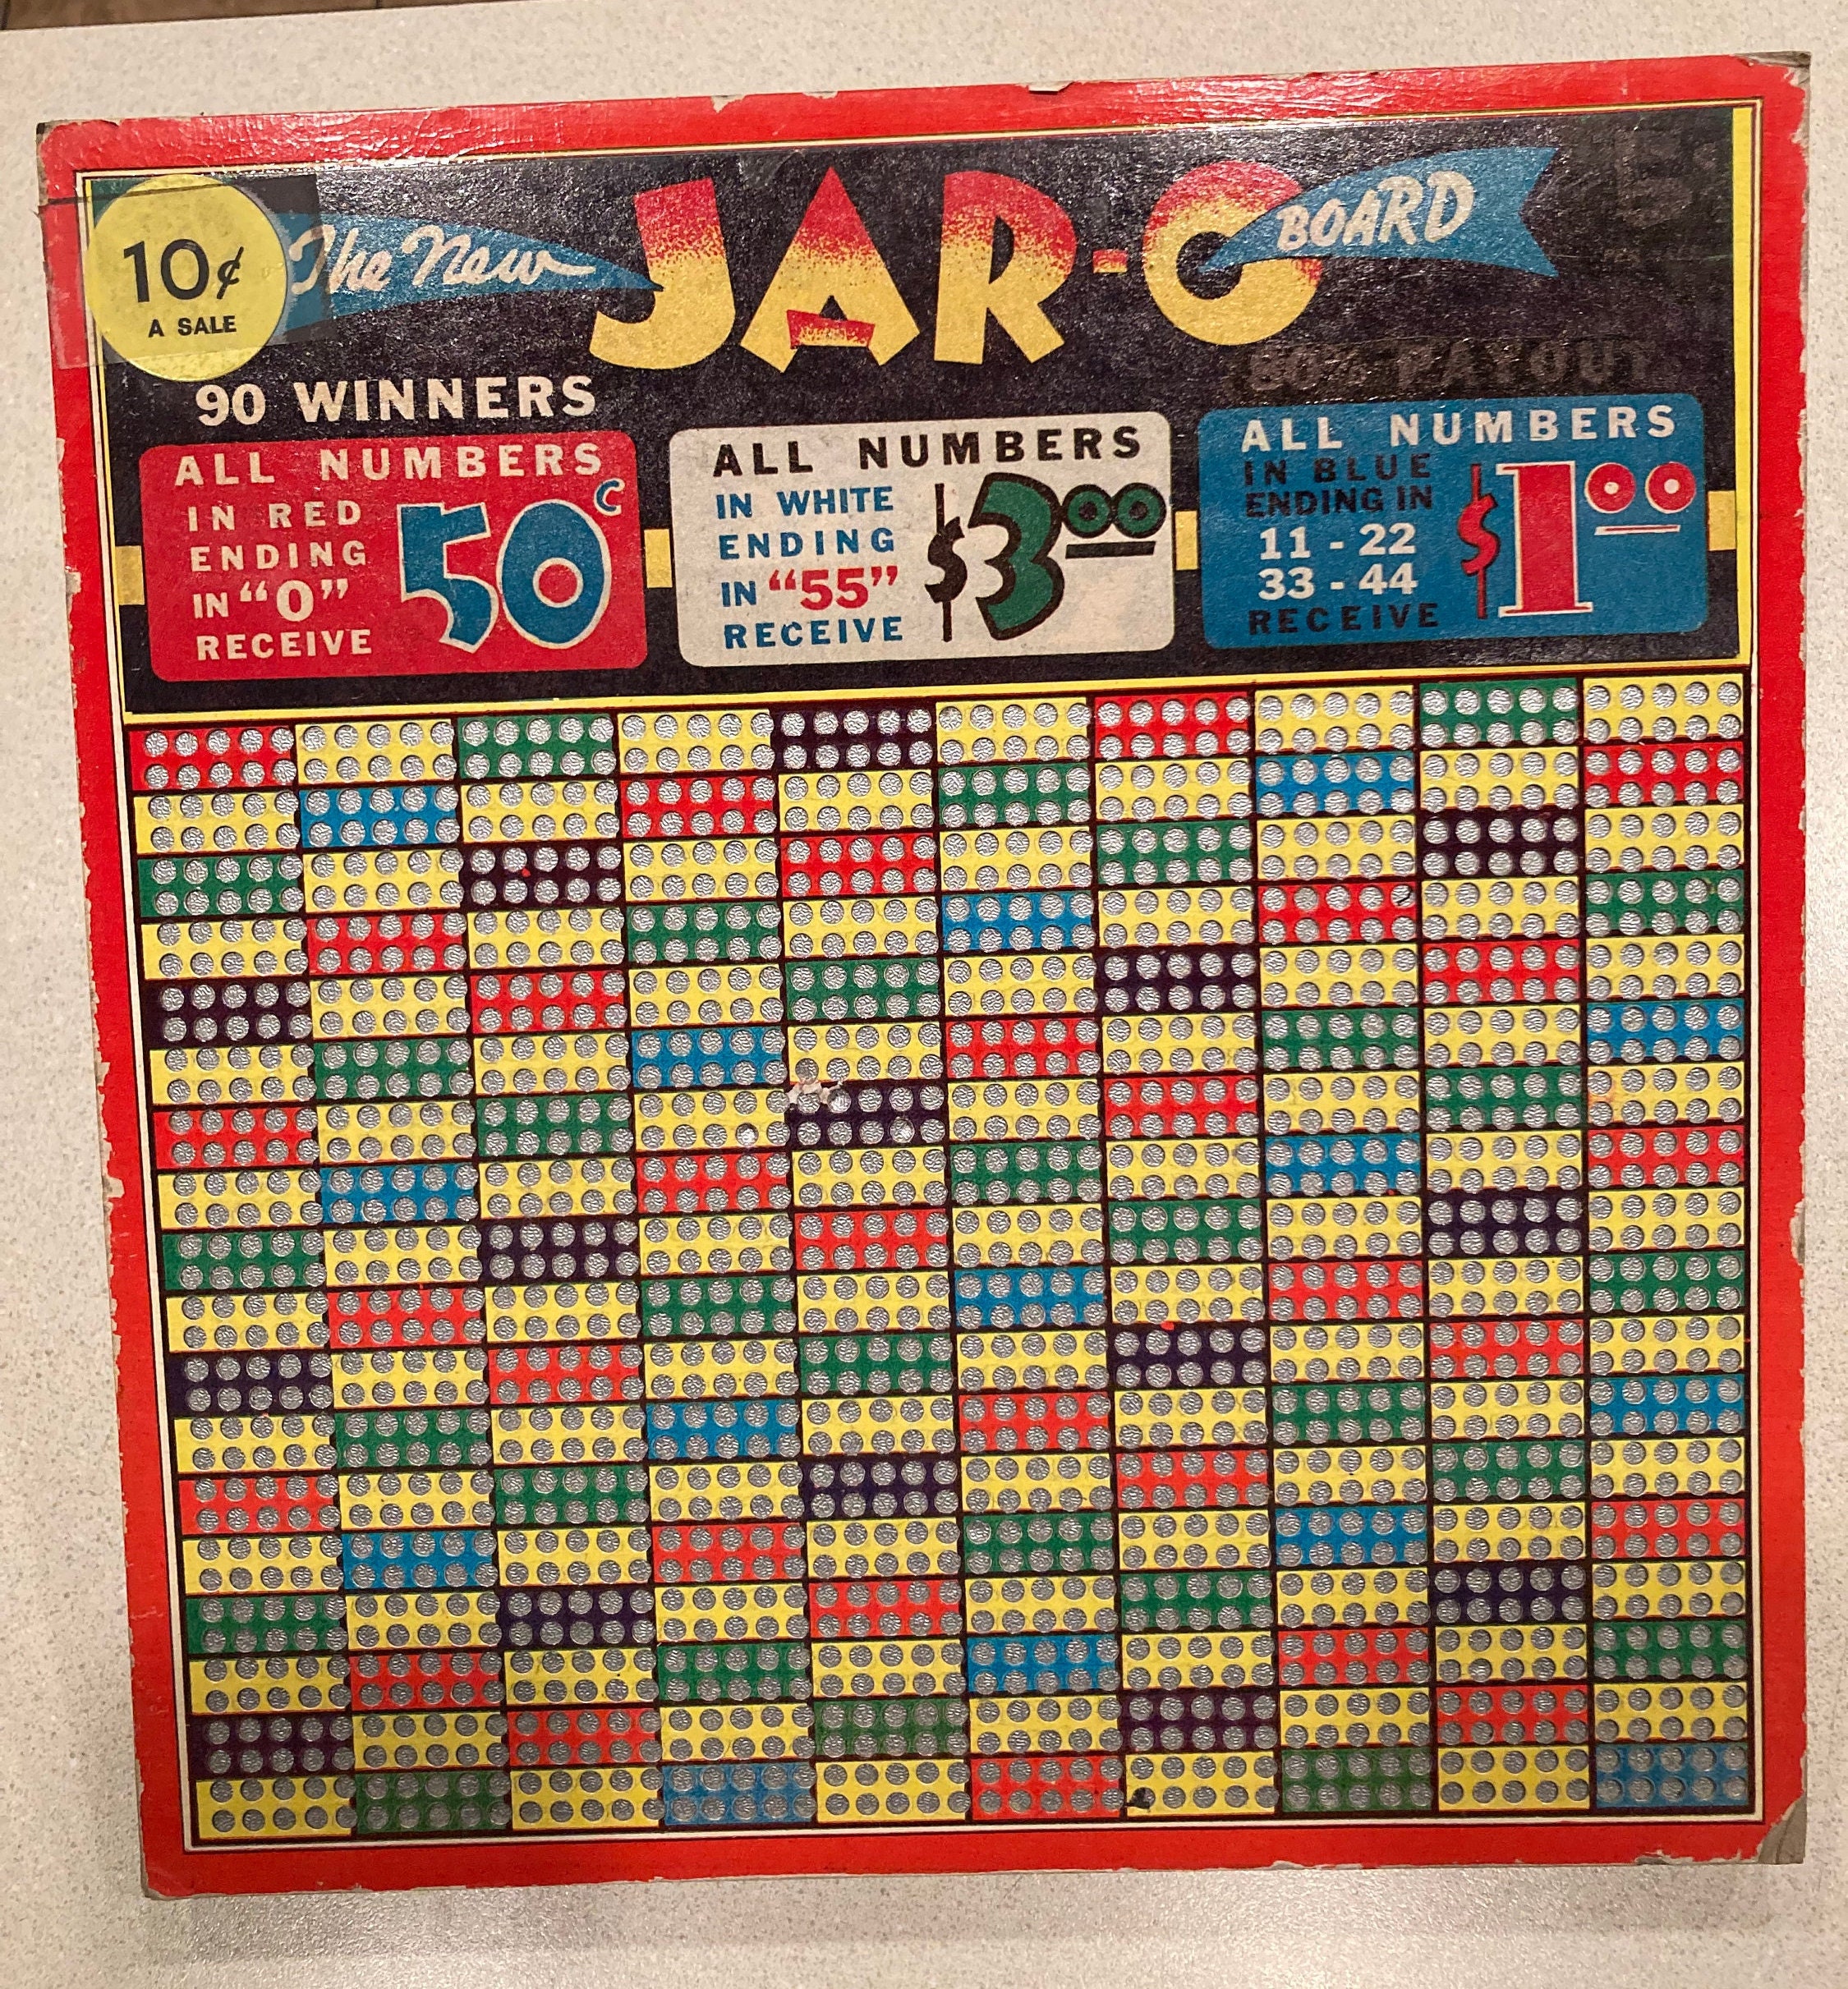 10¢
A SALE
The New
JAR-O
BOARD
80% PAYOUT
90 WINNERS
ALL NUMBERS
IN RED
ENDING
IN “0”
RECEIVE
50¢
ALL NUMBERS
IN WHITE
ENDING
IN “55”
RECEIVE
$3.00
ALL NUMBERS
IN BLUE
ENDING IN
11 - 22
33 - 44
RECEIVE
$1.00